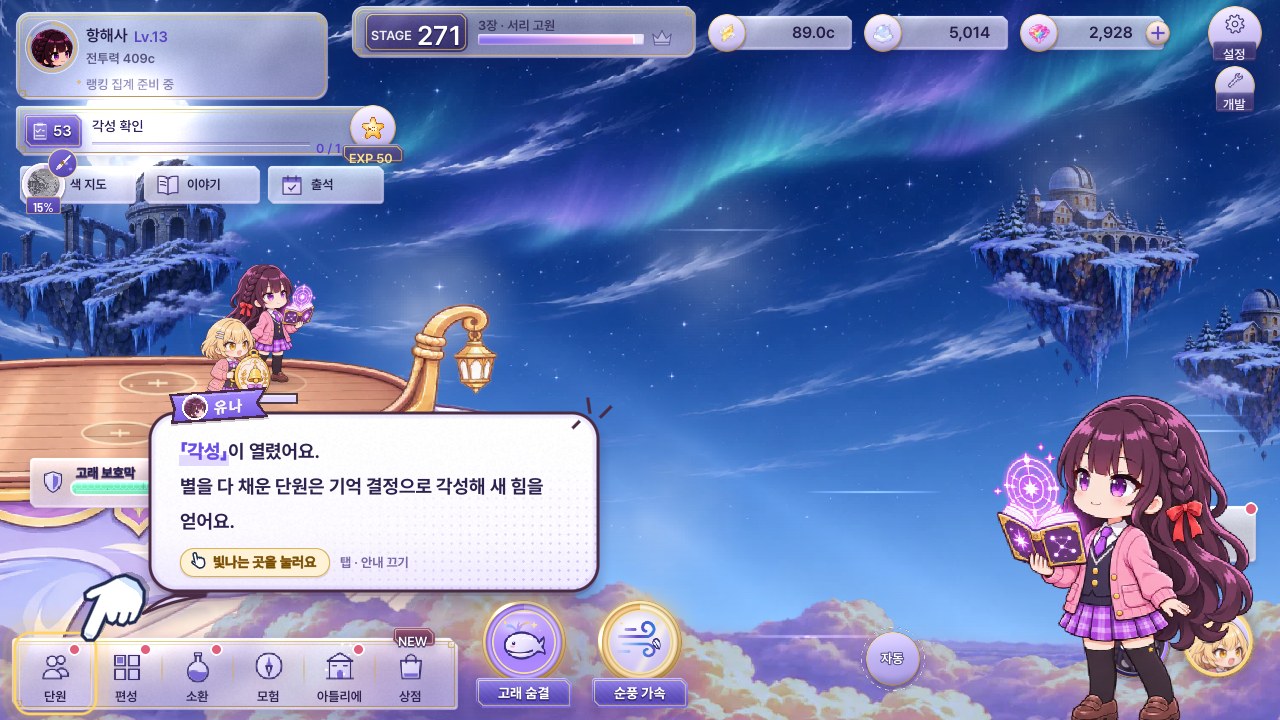 항해사 Lv.13
전투력 409c
랭킹 집계 준비 중
STAGE 271
3장 · 서리 고원
89.0c
5,014
2,928
설정
개발
53
각성 확인
0 / 1
EXP 50
색 지도
15%
이야기
출석
유나
「각성」이 열렸어요.
별을 다 채운 단원은 기억 결정으로 각성해 새 힘을
얻어요.
빛나는 곳을 눌러요
탭 · 안내 끄기
고래 보호막
단원
편성
소환
모험
아틀리에
NEW
상점
고래 숨결
순풍 가속
자동